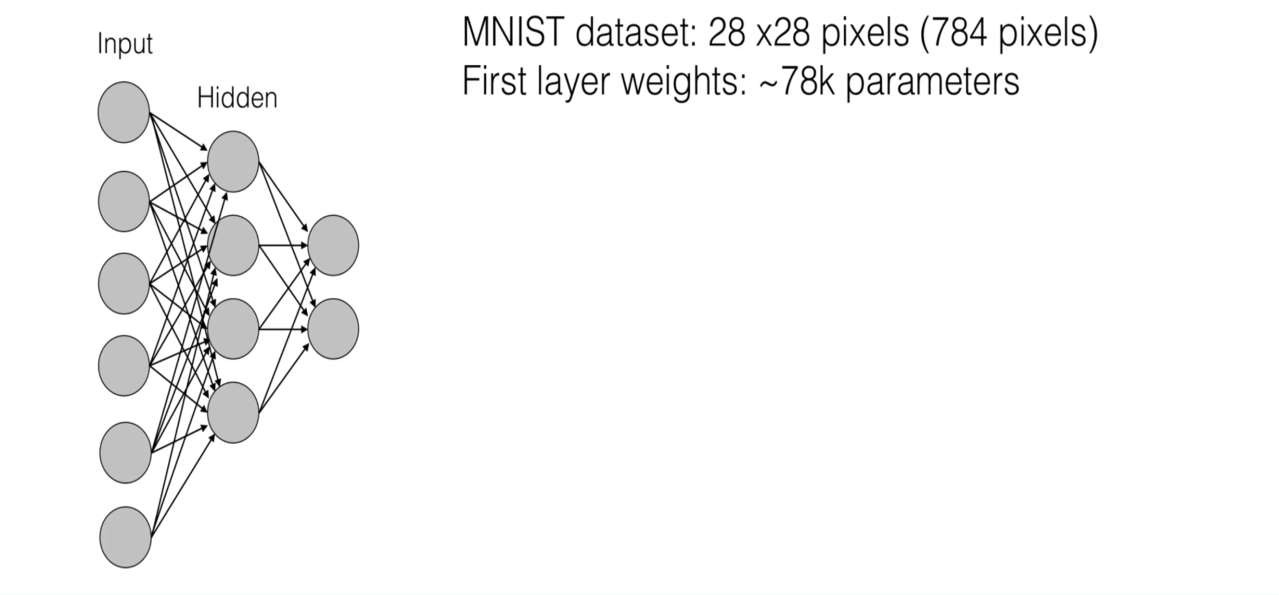 Input
Hidden
MNIST dataset: 28 x28 pixels (784 pixels)
First layer weights: ~78k parameters